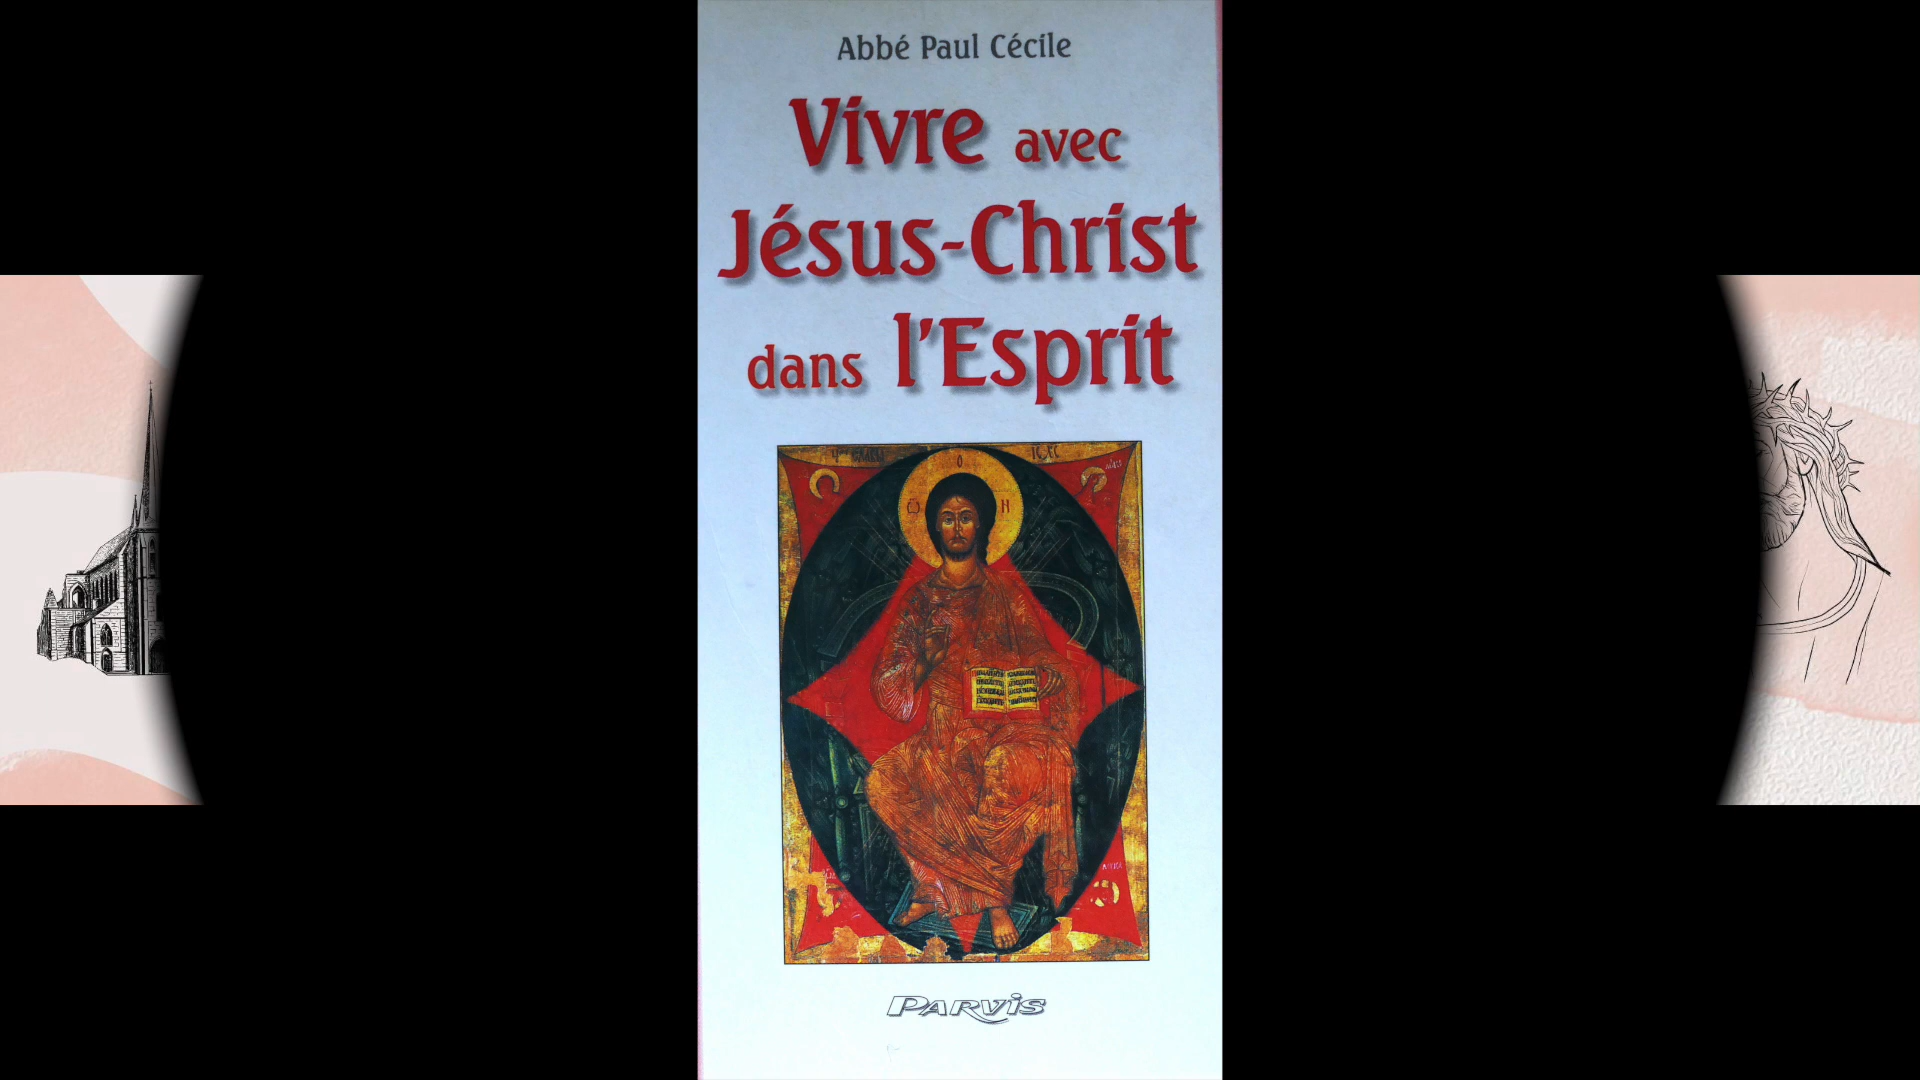 Abbé Paul Cécile
Vivre avec
Jésus-Christ
dans l'Esprit
Ο
Ѡ Н
Parvis